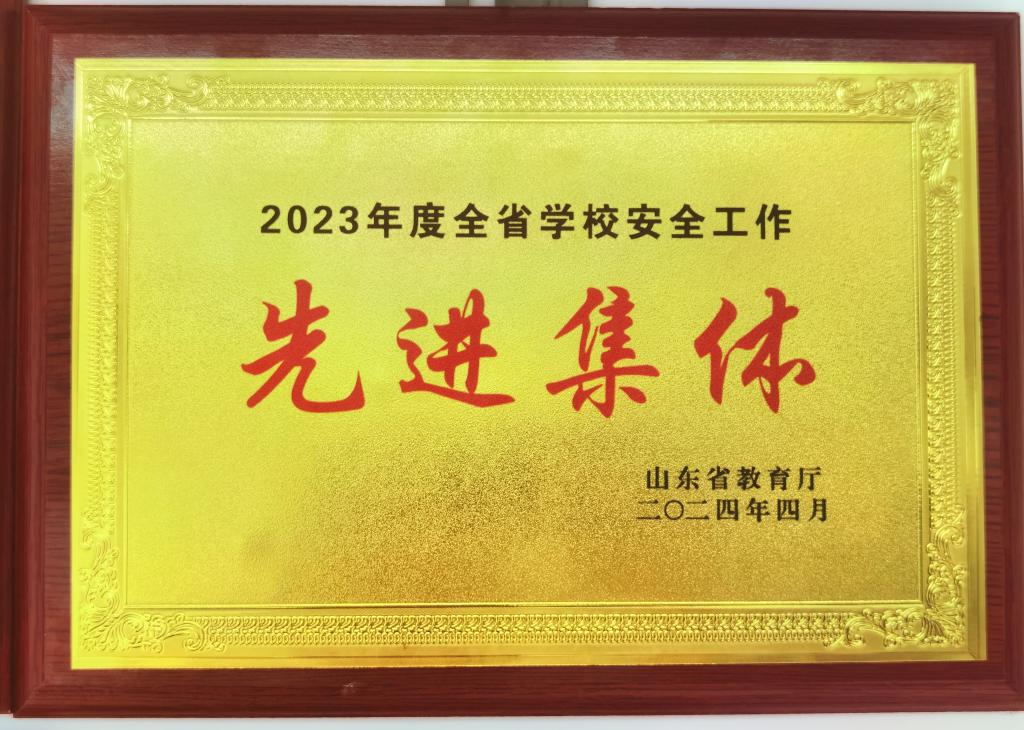 2023年度全省学校安全工作
先进集体
山东省教育厅
二〇二四年四月